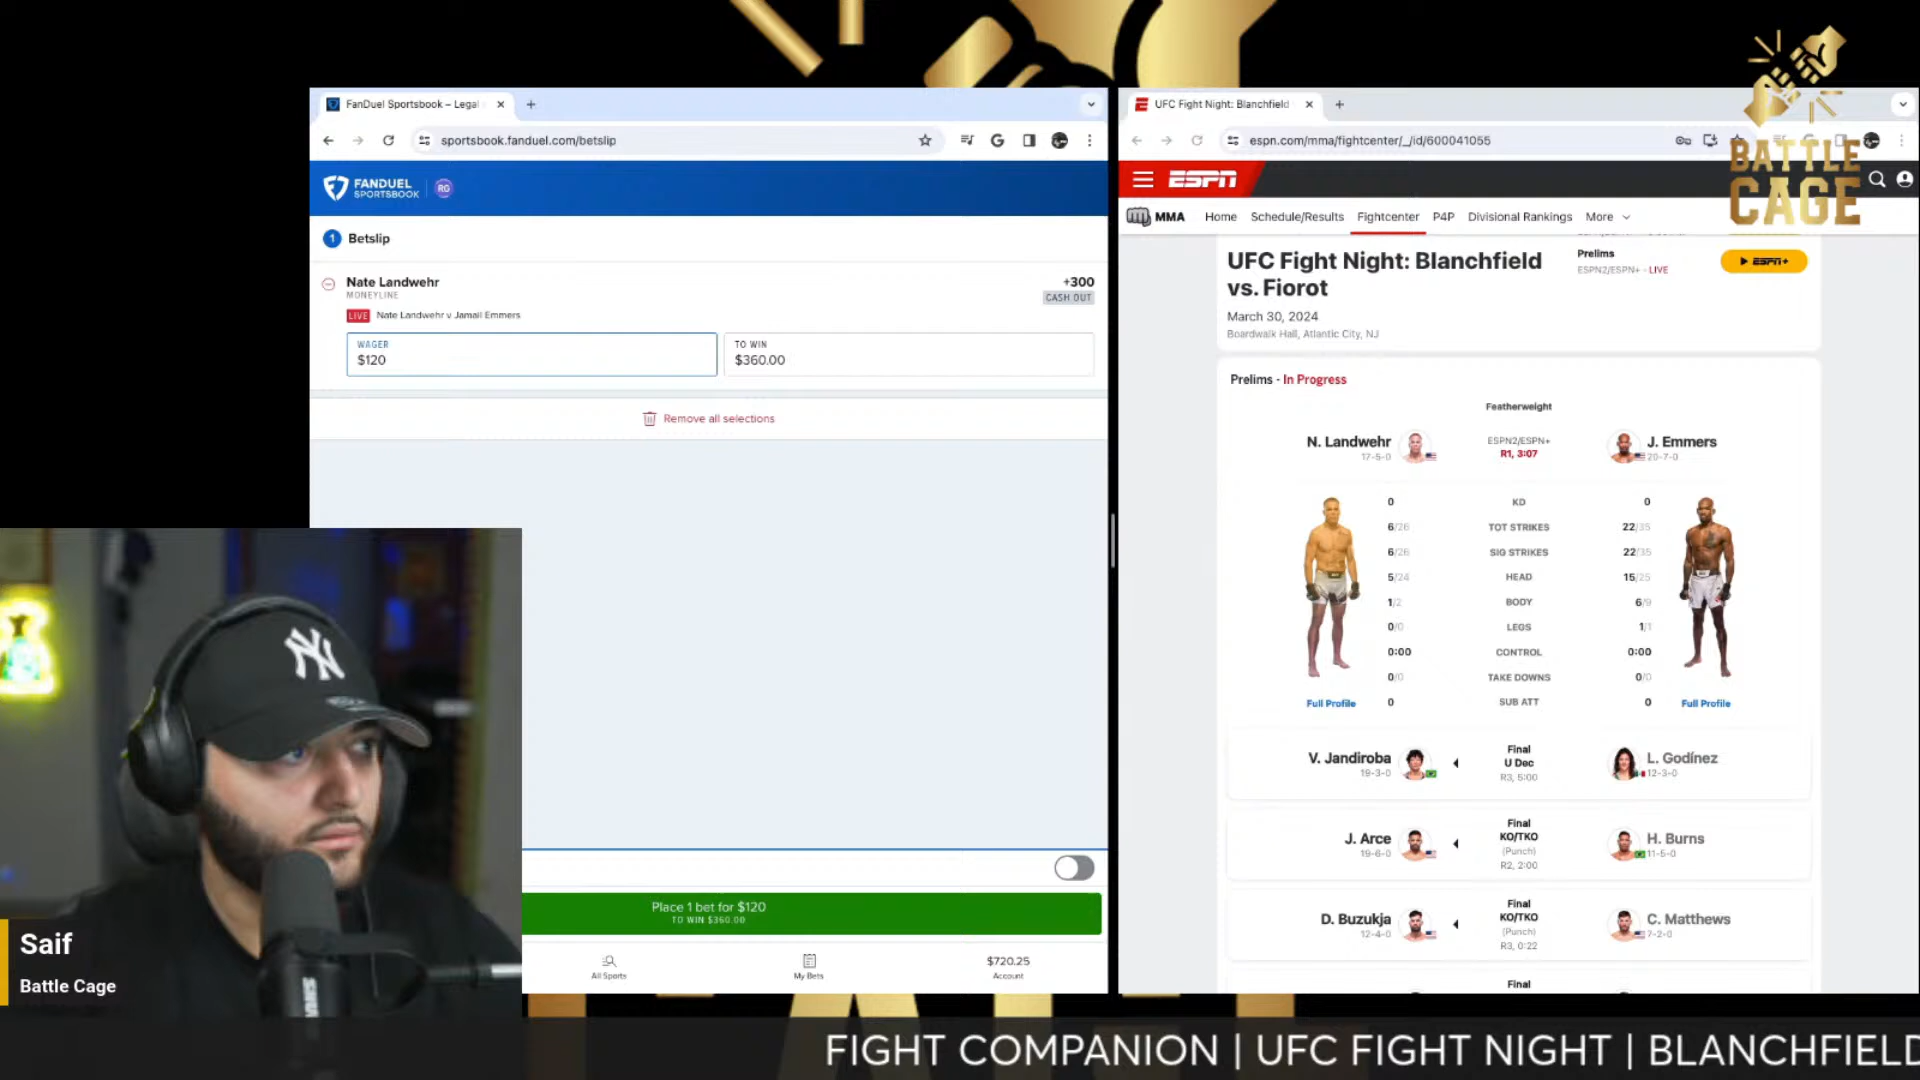 FanDuel Sportsbook – Legal
sportsbook.fanduel.com/betslip
FANDUEL
SPORTSBOOK
RG
1 Betslip
Nate Landwehr
+300
MONEYLINE
CASH OUT
LIVE Nate Landwehr v Jamall Emmers
WAGER
$120
TO WIN
$360.00
Remove all selections
Place 1 bet for $120
TO WIN $360.00
All Sports
My Bets
$720.25
Account
UFC Fight Night: Blanchfield
espn.com/mma/fightcenter/_/id/600041055
ESPN
BATTLE
CAGE
MMA Home Schedule/Results Fightcenter P4P Divisional Rankings More
UFC Fight Night: Blanchfield
vs. Fiorot
Prelims
ESPN2/ESPN+ - LIVE
ESPN+
March 30, 2024
Boardwalk Hall, Atlantic City, NJ
Prelims - In Progress
Featherweight
N. Landwehr
17-5-0
ESPN2/ESPN+
R1, 3:07
J. Emmers
20-7-0
0 KD 0
6/26 TOT STRIKES 22/35
6/26 SIG STRIKES 22/35
5/24 HEAD 15/25
1/2 BODY 6/9
0/0 LEGS 1/1
0:00 CONTROL 0:00
0/0 TAKE DOWNS 0/0
Full Profile 0 SUB ATT 0 Full Profile
V. Jandiroba
19-3-0
Final
U Dec
R3, 5:00
L. Godínez
12-3-0
J. Arce
19-6-0
Final
KO/TKO
(Punch)
R2, 2:00
H. Burns
11-5-0
D. Buzukja
12-4-0
Final
KO/TKO
(Punch)
R3, 0:22
C. Matthews
7-2-0
Final
NY
Saif
Battle Cage
FIGHT COMPANION | UFC FIGHT NIGHT | BLANCHFIELD